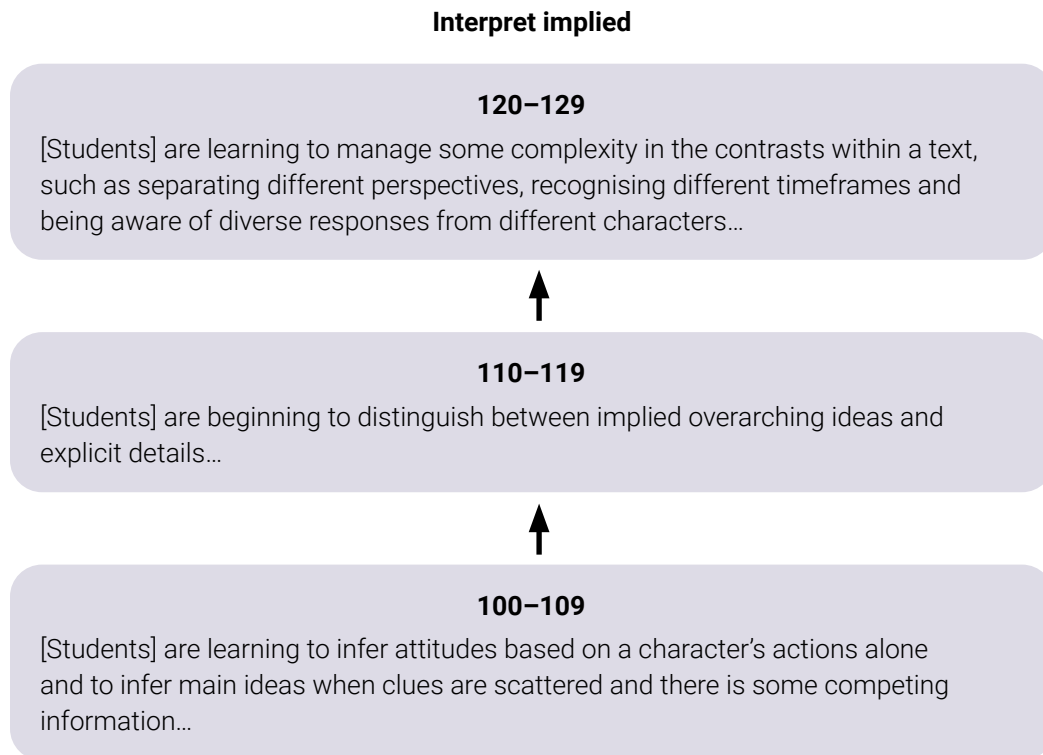 Interpret implied
120–129
[Students] are learning to manage some complexity in the contrasts within a text,
such as separating different perspectives, recognising different timeframes and
being aware of diverse responses from different characters…
110–119
[Students] are beginning to distinguish between implied overarching ideas and
explicit details…
100–109
[Students] are learning to infer attitudes based on a character’s actions alone
and to infer main ideas when clues are scattered and there is some competing
information…